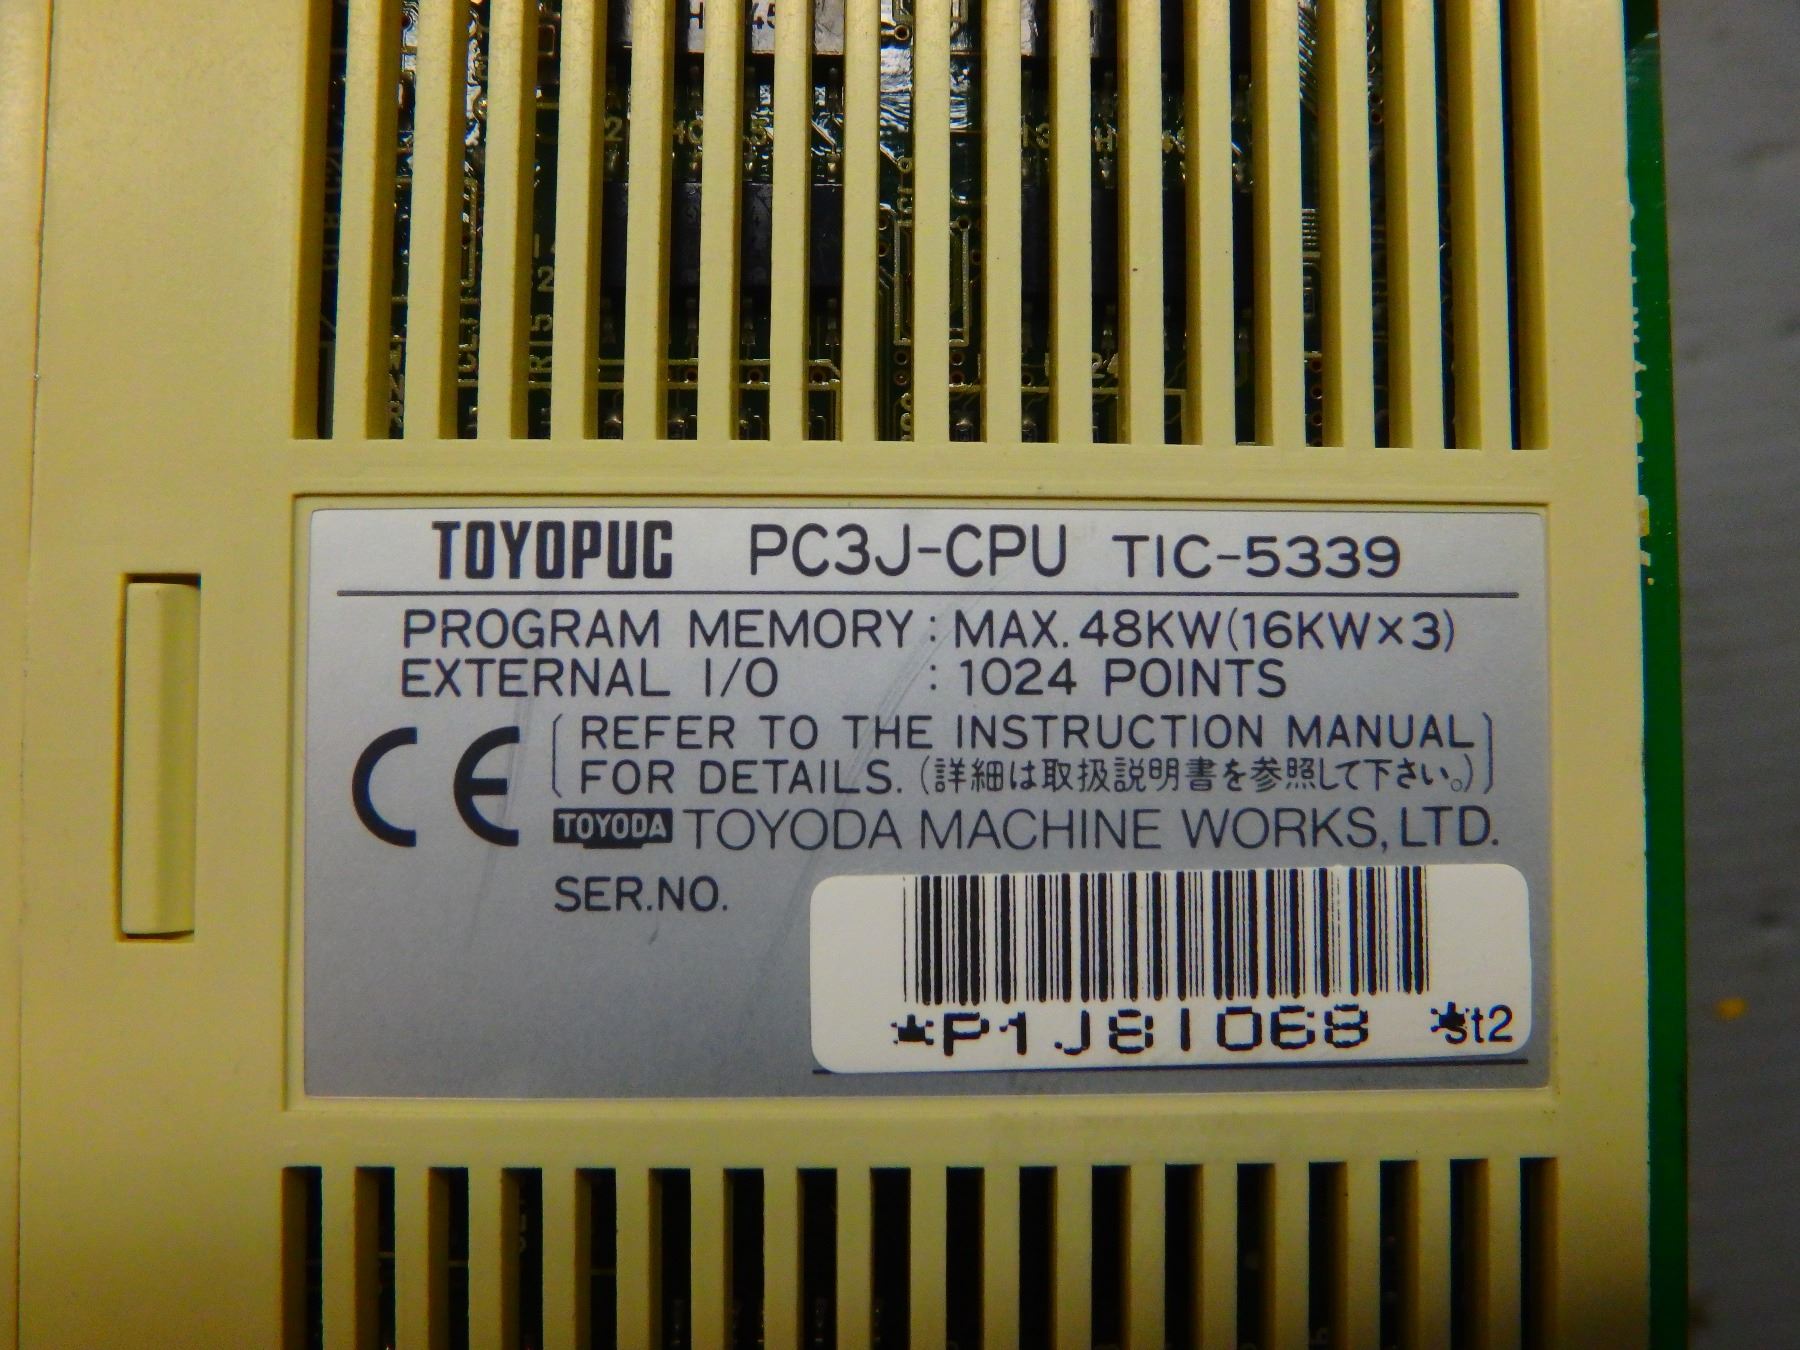 TOYOPUC PC3J-CPU TIC-5339
PROGRAM MEMORY : MAX. 48KW(16KW×3)
EXTERNAL I/O : 1024 POINTS
CE
[REFER TO THE INSTRUCTION MANUAL
FOR DETAILS. (詳細は取扱説明書を参照して下さい。)]
TOYODA TOYODA MACHINE WORKS, LTD.
SER.NO.
*P1J81068 *st2